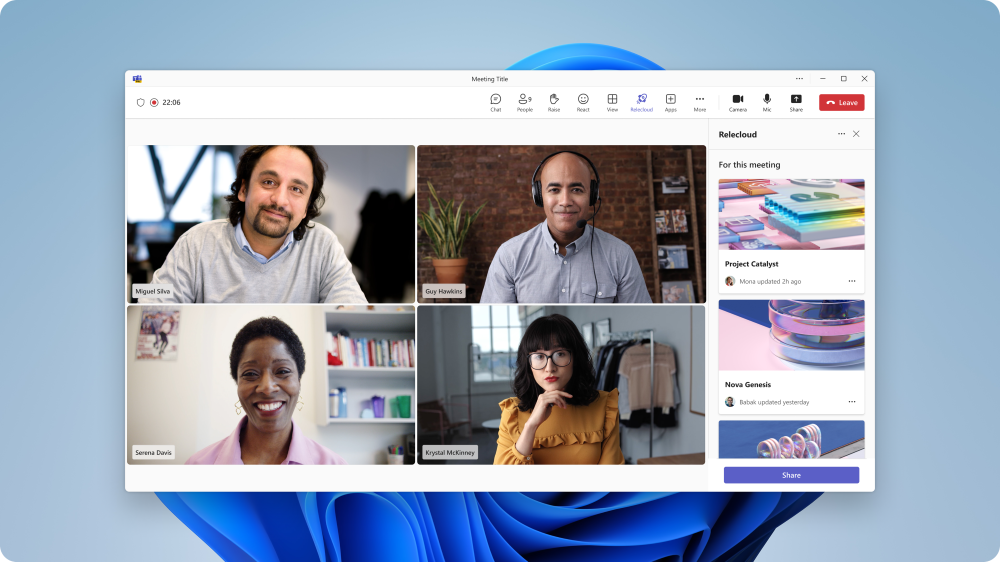 Meeting Title
22:06
Chat
People
9
Raise
React
View
Relecloud
Apps
More
Camera
Mic
Share
Leave
Relecloud
For this meeting
Miguel Silva
Guy Hawkins
Project Catalyst
Mona updated 2h ago
Nova Genesis
Babak updated yesterday
Serena Davis
Krystal McKinney
Share